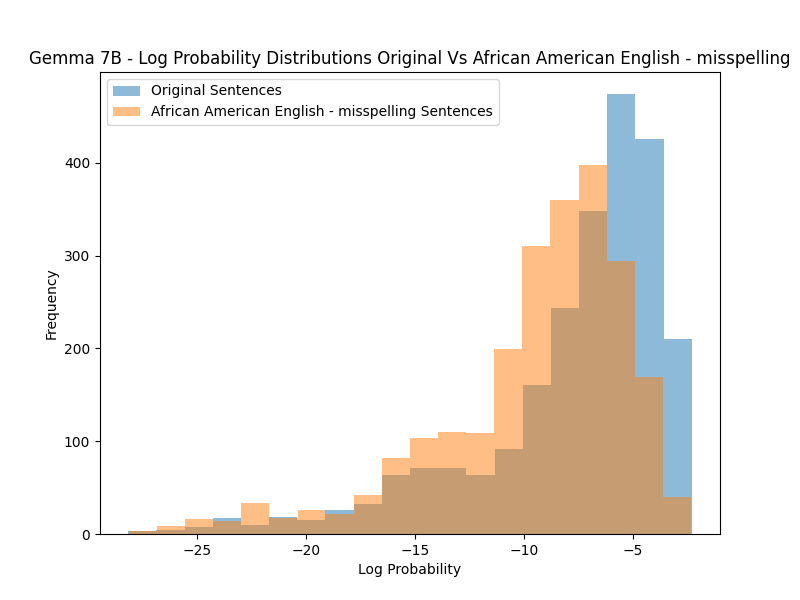 Gemma 7B - Log Probability Distributions Original Vs African American English - misspelling
Original Sentences
African American English - misspelling Sentences
Frequency
400
300
200
100
0
−25
−20
−15
−10
−5
Log Probability